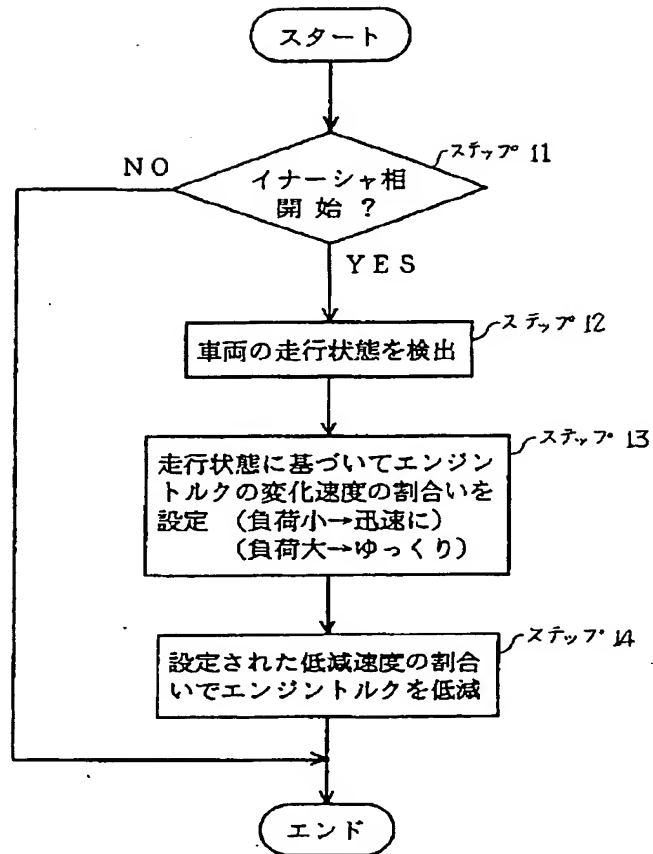 スタート
ステップ 11
NO
イナーシャ相
開始？
YES
ステップ 12
車両の走行状態を検出
ステップ 13
走行状態に基づいてエンジン
トルクの変化速度の割合いを
設定 （負荷小→迅速に）
（負荷大→ゆっくり）
ステップ 14
設定された低減速度の割合
いでエンジントルクを低減
エンド